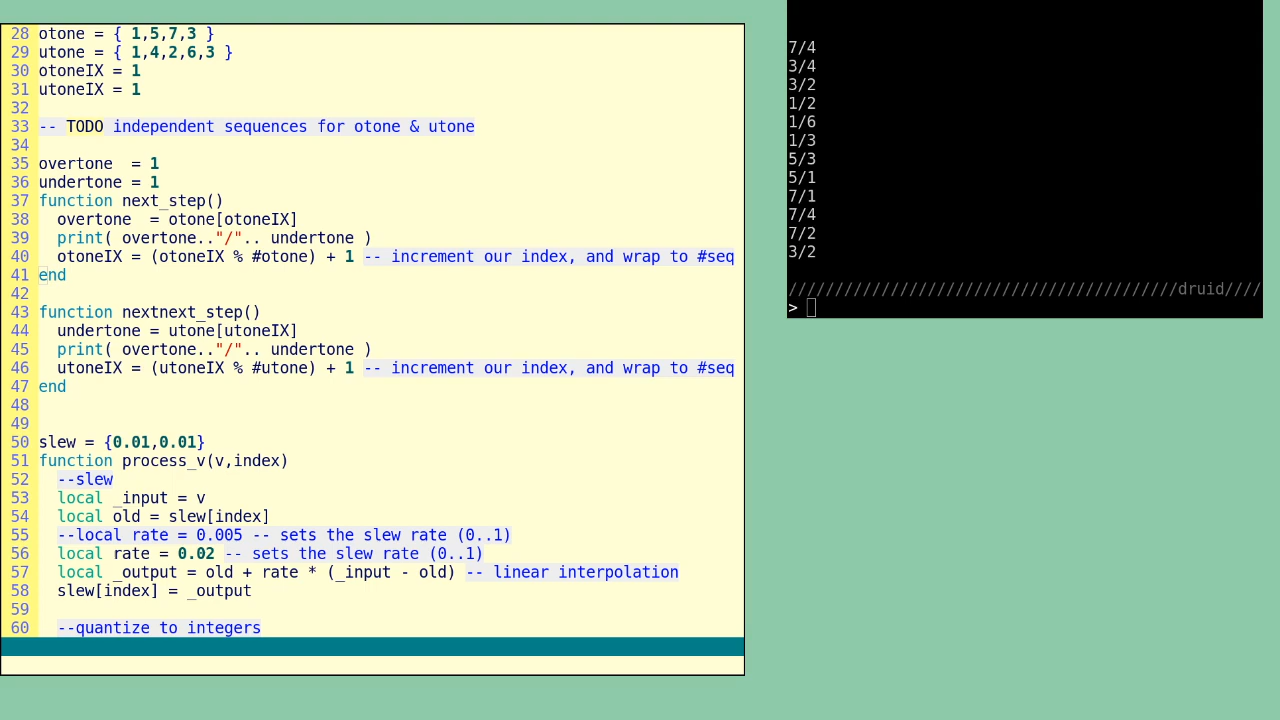 28 otone = { 1,5,7,3 }
29 utone = { 1,4,2,6,3 }
30 otoneIX = 1
31 utoneIX = 1
32
33 -- TODO independent sequences for otone & utone
34
35 overtone  = 1
36 undertone = 1
37 function next_step()
38   overtone  = otone[otoneIX]
39   print( overtone.."/".. undertone )
40   otoneIX = (otoneIX % #otone) + 1 -- increment our index, and wrap to #seq
41 end
42
43 function nextnext_step()
44   undertone = utone[utoneIX]
45   print( overtone.."/".. undertone )
46   utoneIX = (utoneIX % #utone) + 1 -- increment our index, and wrap to #seq
47 end
48
49
50 slew = {0.01,0.01}
51 function process_v(v,index)
52   --slew
53   local _input = v
54   local old = slew[index]
55   --local rate = 0.005 -- sets the slew rate (0..1)
56   local rate = 0.02 -- sets the slew rate (0..1)
57   local _output = old + rate * (_input - old) -- linear interpolation
58   slew[index] = _output
59
60   --quantize to integers
7/4
3/4
3/2
1/2
1/6
1/3
5/3
5/1
7/1
7/4
7/2
3/2
//////////////////////////////////////////druid////
>